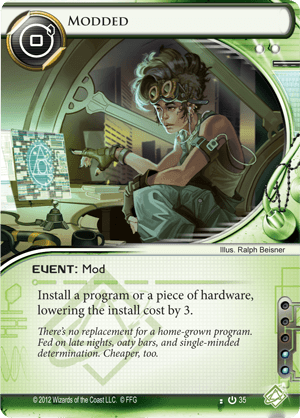 0
MODDED
Illus. Ralph Beisner
EVENT: Mod
Install a program or a piece of hardware,
lowering the install cost by 3.
There's no replacement for a home-grown program.
Fed on late nights, oaty bars, and single-minded
determination. Cheaper, too.
©2012 Wizards of the Coast LLC. © FFG
35